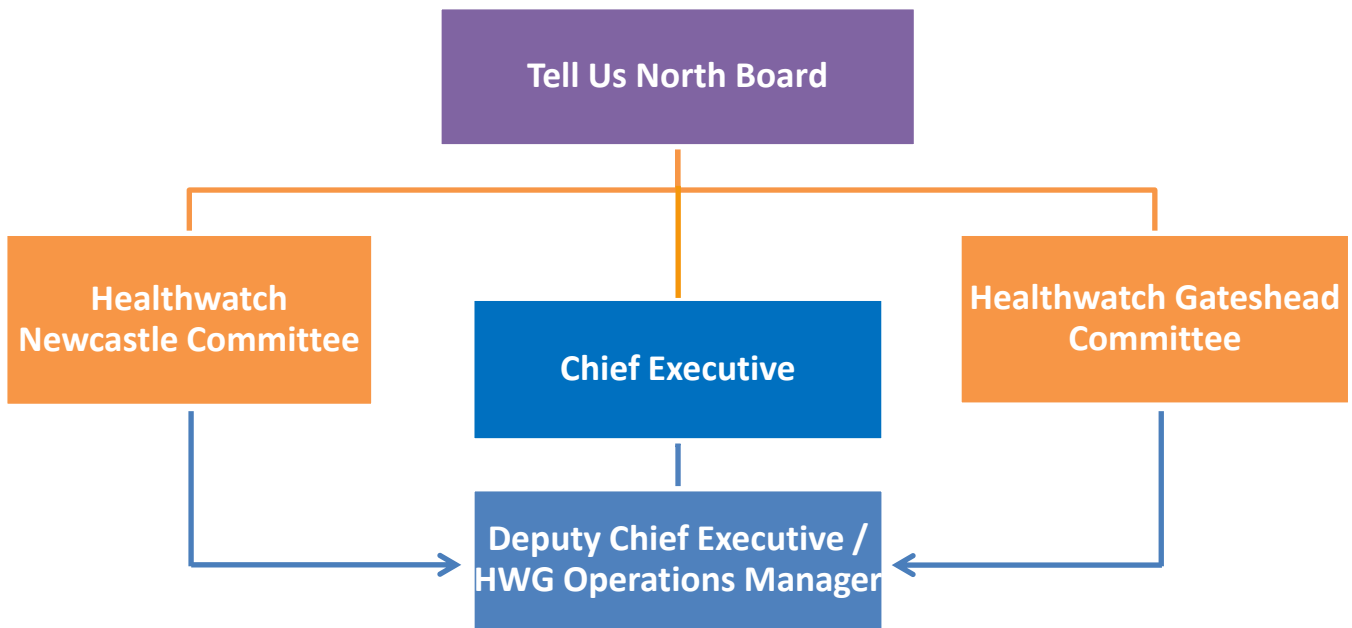 Tell Us North Board
Healthwatch
Newcastle Committee
Chief Executive
Healthwatch Gateshead
Committee
Deputy Chief Executive /
HWG Operations Manager